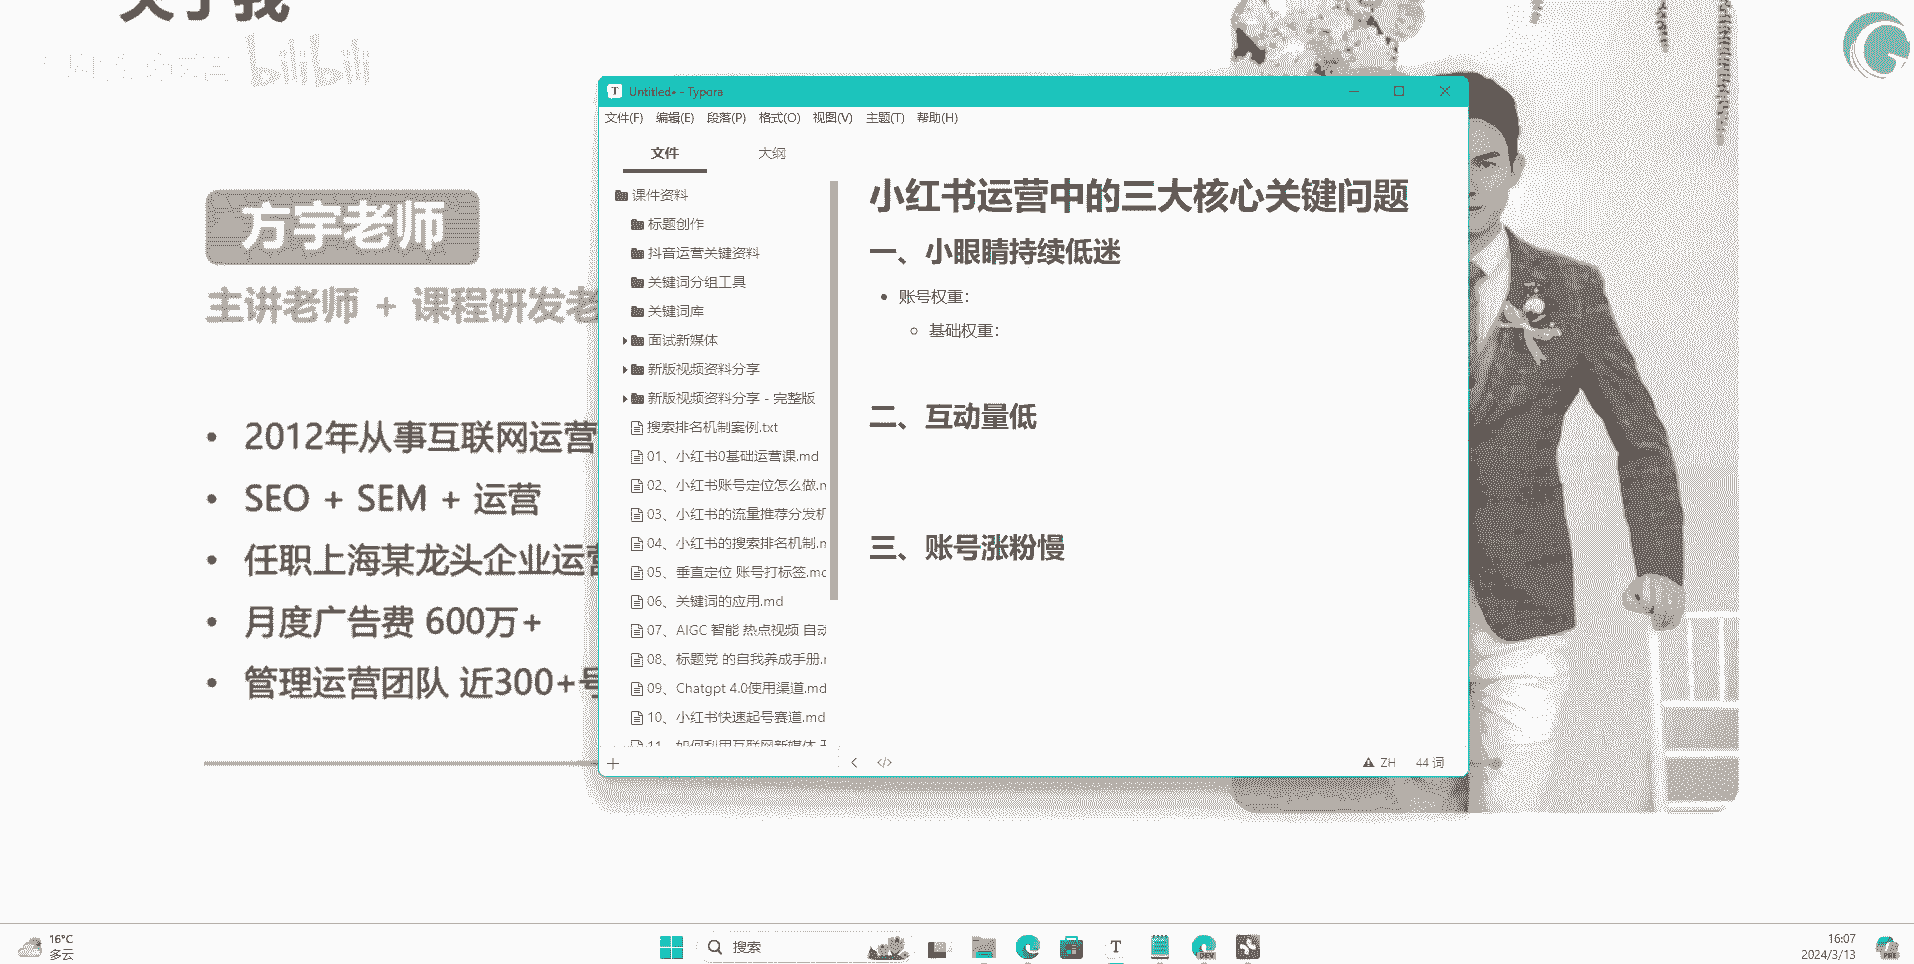 bilibili
方宇老师
主讲老师 + 课程研发老
2012年从事互联网运营
SEO + SEM + 运营
任职上海某龙头企业运营
月度广告费 600万+
管理运营团队 近300+号
Untitled• - Typora
文件(F) 编辑(E) 段落(P) 格式(O) 视图(V) 主题(T) 帮助(H)
文件 大纲
课件资料
标题创作
抖音运营关键资料
关键词分组工具
关键词库
面试新媒体
新版视频资料分享
新版视频资料分享 - 完整版
搜索排名机制案例.txt
01、小红书0基础运营课.md
02、小红书账号定位怎么做.m
03、小红书的流量推荐分发机
04、小红书的搜索排名机制.m
05、垂直定位 账号打标签.md
06、关键词的应用.md
07、AIGC 智能 热点视频 自动
08、标题党 的自我养成手册.m
09、Chatgpt 4.0使用渠道.md
10、小红书快速起号赛道.md
11、如何利用互联网新媒体
小红书运营中的三大核心关键问题
一、小眼睛持续低迷
账号权重：
基础权重：
二、互动量低
三、账号涨粉慢
ZH 44 词
16°C
多云
搜索
16:07
2024/3/13